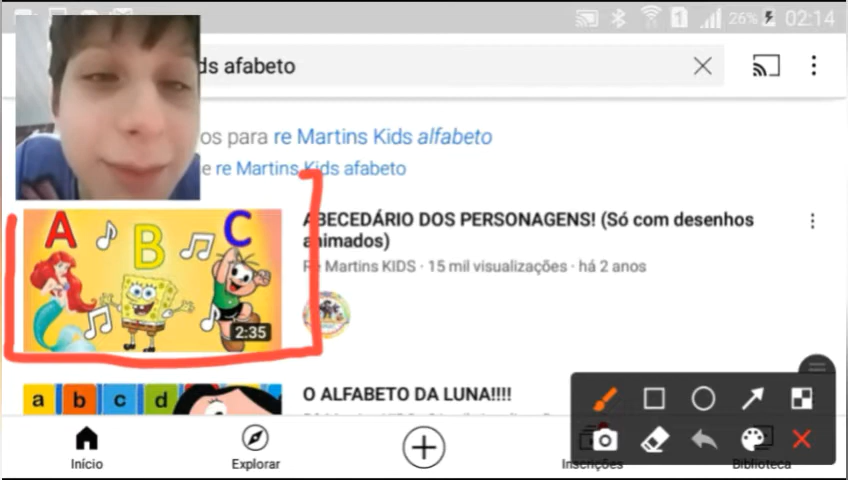 26% 02:14
ds afabeto
os para re Martins Kids alfabeto
e re Martins Kids afabeto
A B C
2:35
ABECEDÁRIO DOS PERSONAGENS! (Só com desenhos
animados)
Re Martins KIDS · 15 mil visualizações · há 2 anos
a b c d
O ALFABETO DA LUNA!!!!
Início
Explorar
Inscrições
Biblioteca